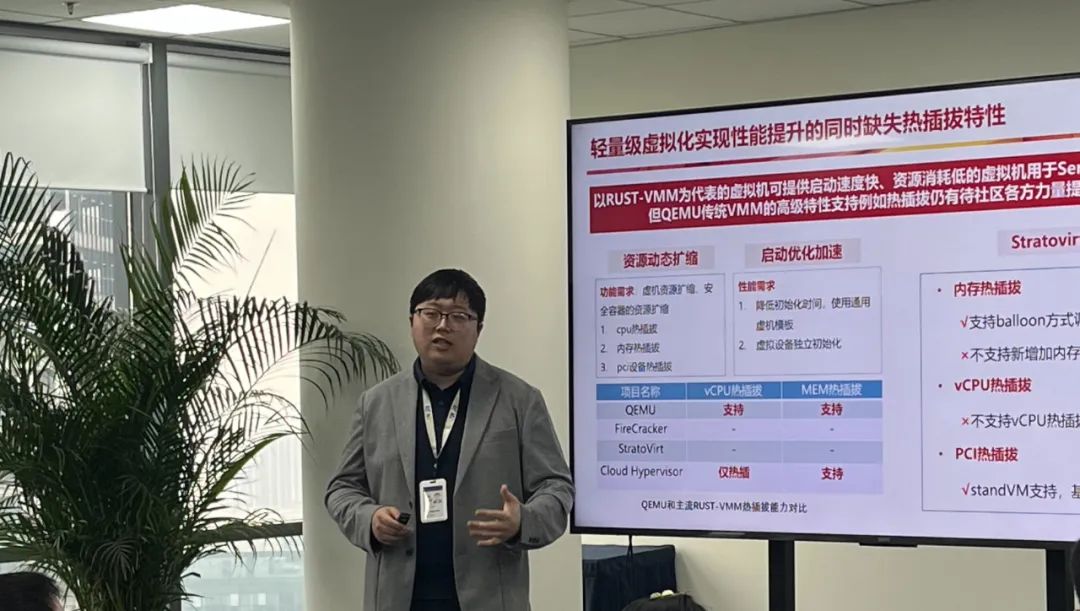 轻量级虚拟化实现性能提升的同时缺失热插拔特性
以RUST-VMM为代表的虚拟机可提供启动速度快、资源消耗低的虚拟机用于Ser
但QEMU传统VMM的高级特性支持例如热插拔仍有待社区各方力量提
资源动态扩缩
功能需求：虚机资源扩缩、安
全容器的资源扩缩
1. cpu热插拔
2. 内存热插拔
3. pci设备热插拔
启动优化加速
性能需求
1. 降低初始化时间，使用通用
虚机模板
2. 虚拟设备独立初始化
项目名称 vCPU热插拔 MEM热插拔
QEMU 支持 支持
FireCracker - -
StratoVirt - -
Cloud Hypervisor 仅热插 支持
QEMU和主流RUST-VMM热插拔能力对比
Stratovir
• 内存热插拔
√支持balloon方式
×不支持新增加内存
• vCPU热插拔
×不支持vCPU热插
• PCI热插拔
√standVM支持，